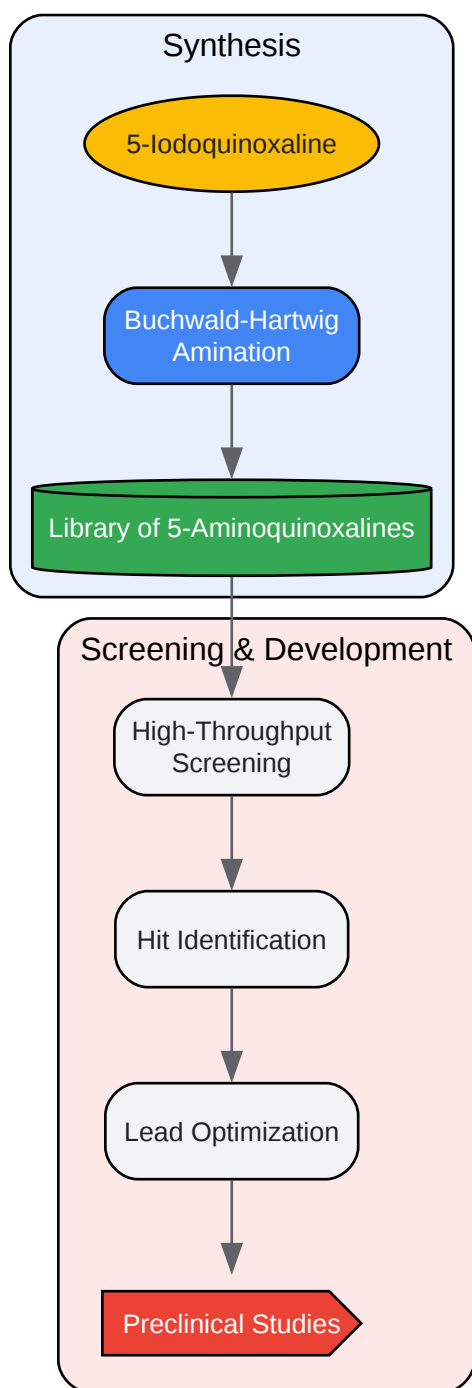 Synthesis
5-Iodoquinoxaline
Buchwald-Hartwig
Amination
Library of 5-Aminoquinoxalines
Screening & Development
High-Throughput
Screening
Hit Identification
Lead Optimization
Preclinical Studies